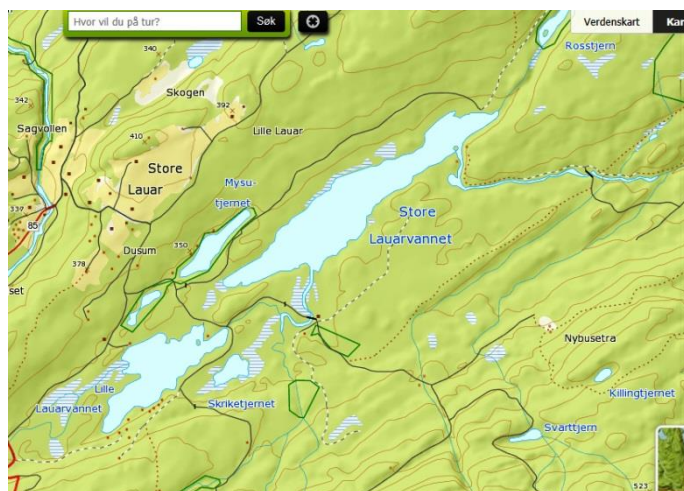 Hvor vil du på tur?
Søk
Verdenskart
Kar
Rosstjern
340
Skogen
342
392
Sagvollen
410
Lille Lauar
Store
Lauar
Mysu-
tjernet
Store
Lauarvannet
337
85
350
Dusum
378
set
Nybusetra
Lille
Lauarvannet
Skriketjernet
Killingtjernet
Svarttjern
523